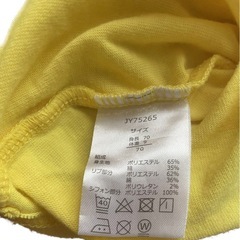 JY75265
サイズ
身長 70
体重 9
70
組成
身生地 ポリエステル 65%
綿 35%
リブ部分 ポリエステル 62%
綿 36%
ポリウレタン 2%
シフォン部分 ポリエステル 100%
40